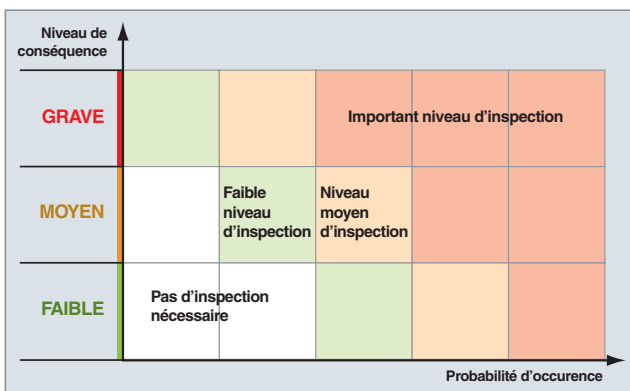 Niveau de
conséquence
GRAVE
Important niveau d'inspection
MOYEN
Faible
niveau
d'inspection
Niveau
moyen
d'inspection
FAIBLE
Pas d'inspection
nécessaire
Probabilité d'occurence